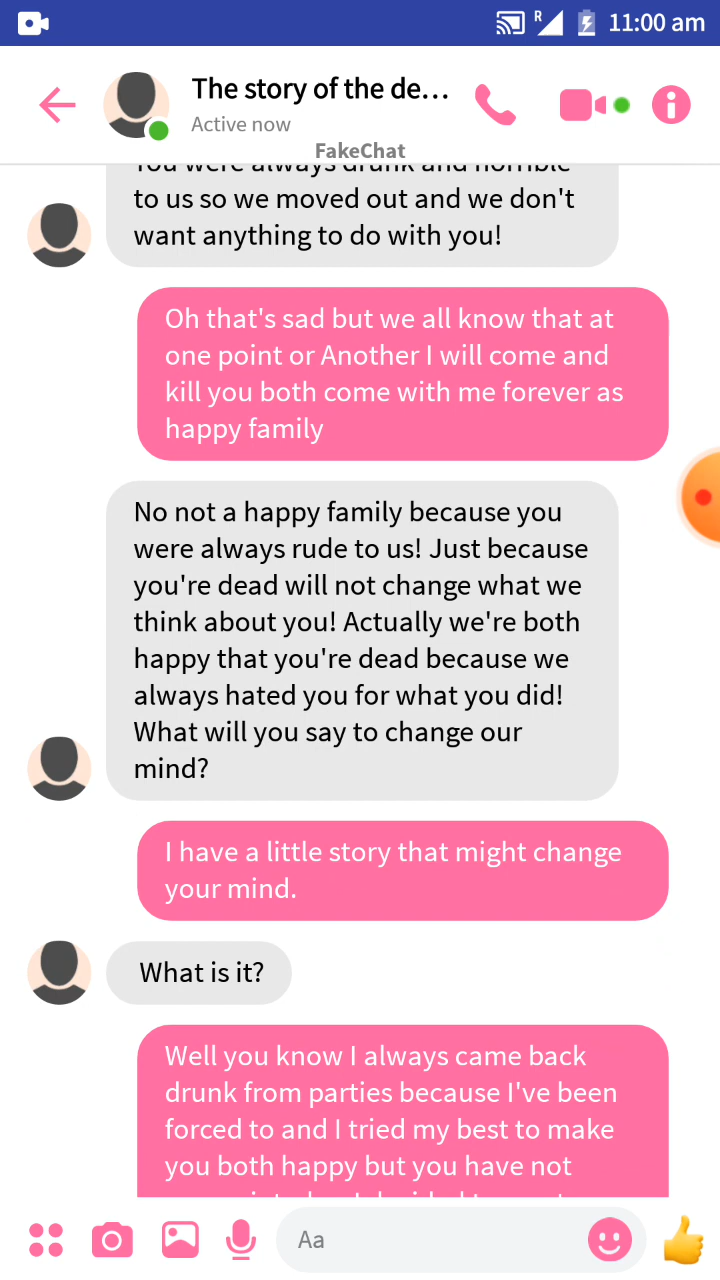 R 11:00 am
The story of the de...
Active now
FakeChat
You were always drunk and horrible
to us so we moved out and we don't
want anything to do with you!
Oh that's sad but we all know that at
one point or Another I will come and
kill you both come with me forever as
happy family
No not a happy family because you
were always rude to us! Just because
you're dead will not change what we
think about you! Actually we're both
happy that you're dead because we
always hated you for what you did!
What will you say to change our
mind?
I have a little story that might change
your mind.
What is it?
Well you know I always came back
drunk from parties because I've been
forced to and I tried my best to make
you both happy but you have not
Aa